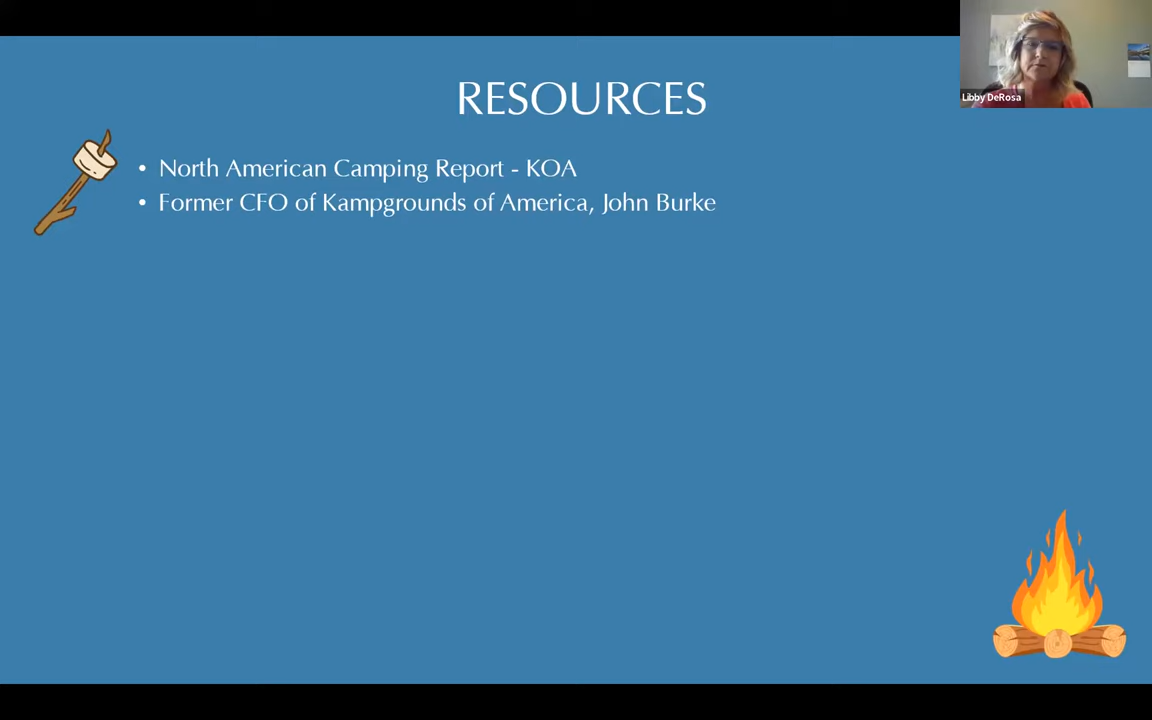 RESOURCES
Libby DeRosa
• North American Camping Report - KOA
• Former CFO of Kampgrounds of America, John Burke